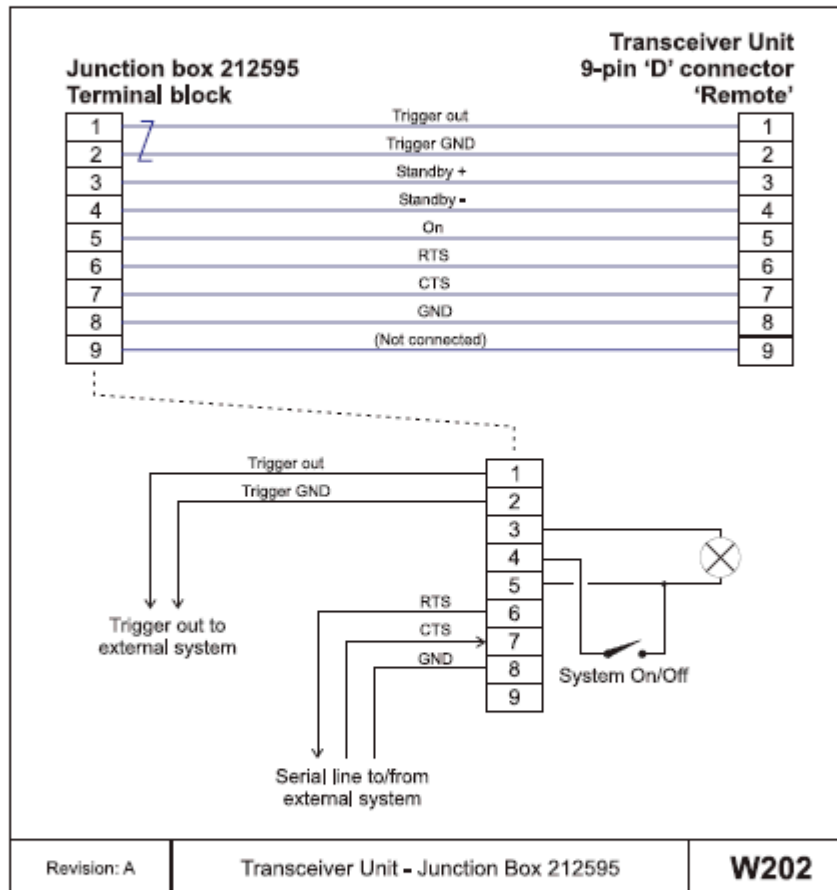 Junction box 212595
Terminal block
Transceiver Unit
9-pin 'D' connector
'Remote'
1 Trigger out 1
2 Trigger GND 2
3 Standby + 3
4 Standby - 4
5 On 5
6 RTS 6
7 CTS 7
8 GND 8
9 (Not connected) 9
Trigger out 1
Trigger GND 2
3
4
5
RTS 6
CTS 7
GND 8
9
Trigger out to
external system
System On/Off
Serial line to/from
external system
Revision: A
Transceiver Unit - Junction Box 212595
W202